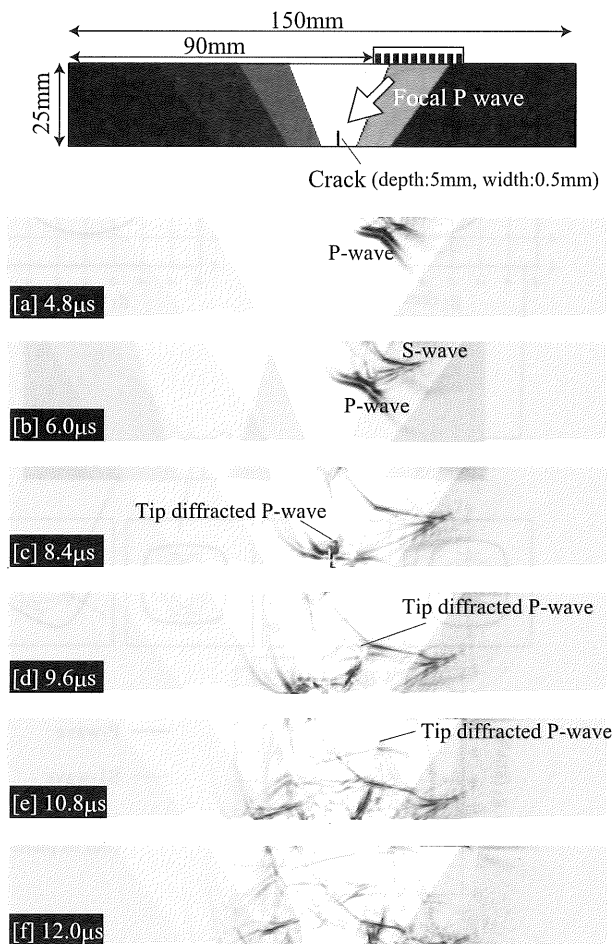 150mm
90mm
25mm
Focal P wave
Crack (depth:5mm, width:0.5mm)
P-wave
[a] 4.8μs
S-wave
P-wave
[b] 6.0μs
Tip diffracted P-wave
[c] 8.4μs
Tip diffracted P-wave
[d] 9.6μs
Tip diffracted P-wave
[e] 10.8μs
[f] 12.0μs